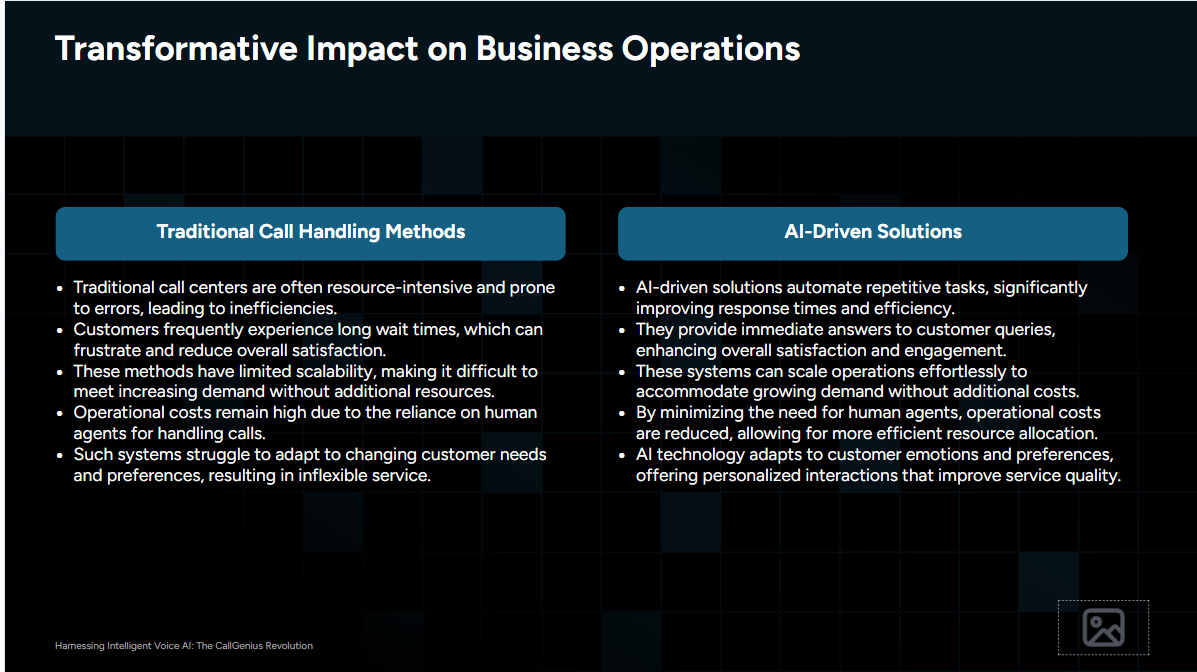 Transformative Impact on Business Operations
Traditional Call Handling Methods
• Traditional call centers are often resource-intensive and prone
to errors, leading to inefficiencies.
• Customers frequently experience long wait times, which can
frustrate and reduce overall satisfaction.
• These methods have limited scalability, making it difficult to
meet increasing demand without additional resources.
• Operational costs remain high due to the reliance on human
agents for handling calls.
• Such systems struggle to adapt to changing customer needs
and preferences, resulting in inflexible service.
AI-Driven Solutions
• AI-driven solutions automate repetitive tasks, significantly
improving response times and efficiency.
• They provide immediate answers to customer queries,
enhancing overall satisfaction and engagement.
• These systems can scale operations effortlessly to
accommodate growing demand without additional costs.
• By minimizing the need for human agents, operational costs
are reduced, allowing for more efficient resource allocation.
• AI technology adapts to customer emotions and preferences,
offering personalized interactions that improve service quality.
Harnessing Intelligent Voice AI: The CallGenius Revolution